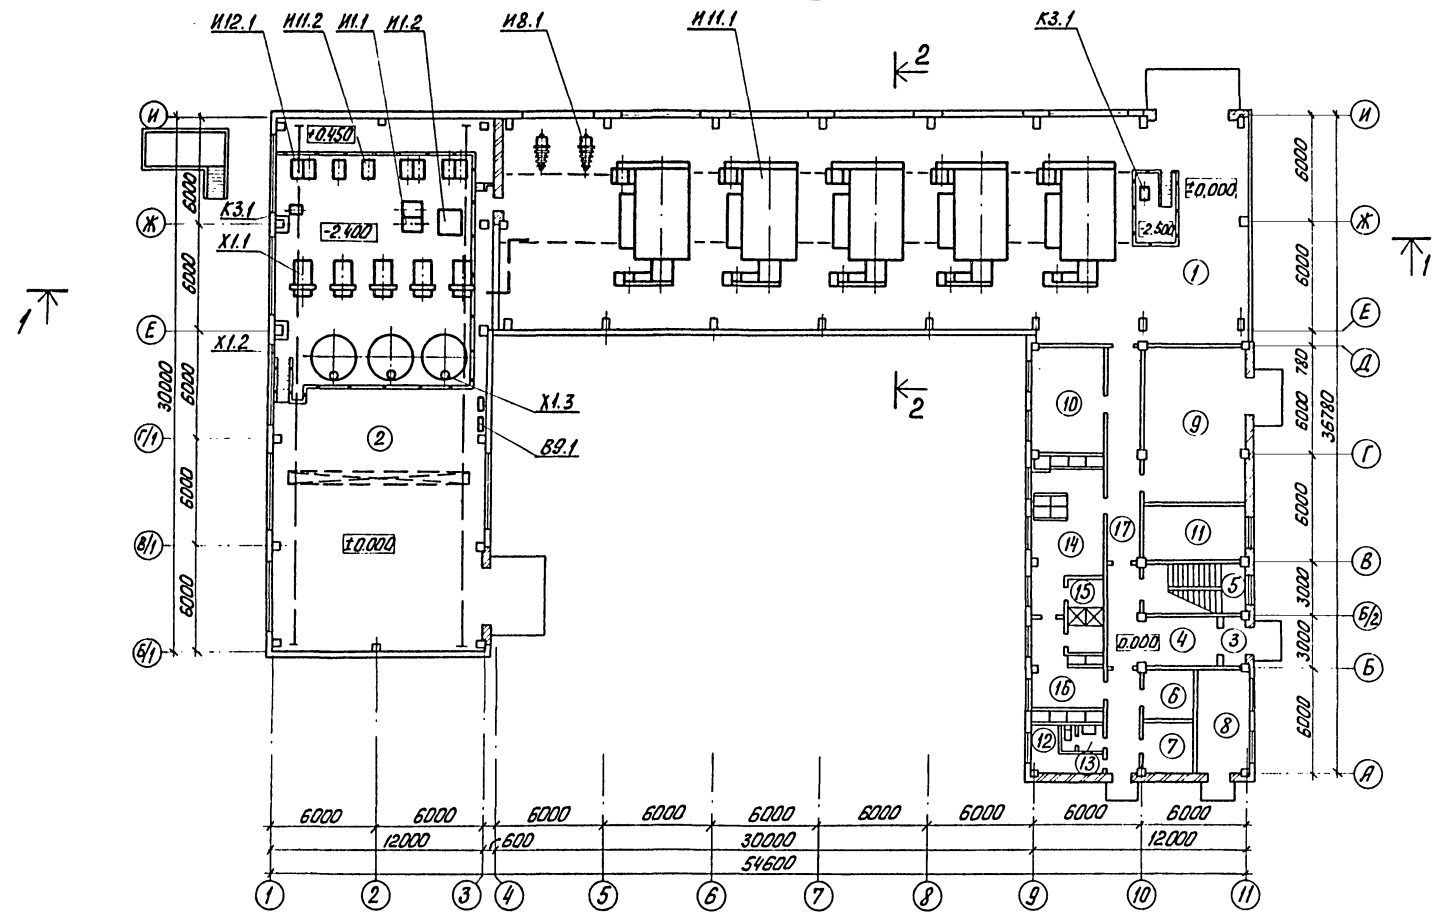 И12.1 И11.2 И1.1 И1.2 И8.1 И11.1 К3.1
2
И И
+0.450
6000 6000
К3.1 -2.400 ±0,000
Ж -2.500 Ж
Х1.1
1 1 1
6000 6000
Е Е
Х1.2
Д
780
30000 6000 Х1.3 2 10 9 6000 36780
Г/1 2 В9.1 Г
6000 17 11 6000
В/1 ±0.000 14 В
15 5 3000
6000 Б/2
0.000 4 3 3000
Б/1 Б
16 6
8 6000
12 13 7
А
6000 6000 6000 6000 6000 6000 6000 6000 6000
12000 600 30000 12000
54600
1 2 3 4 5 6 7 8 9 10 11